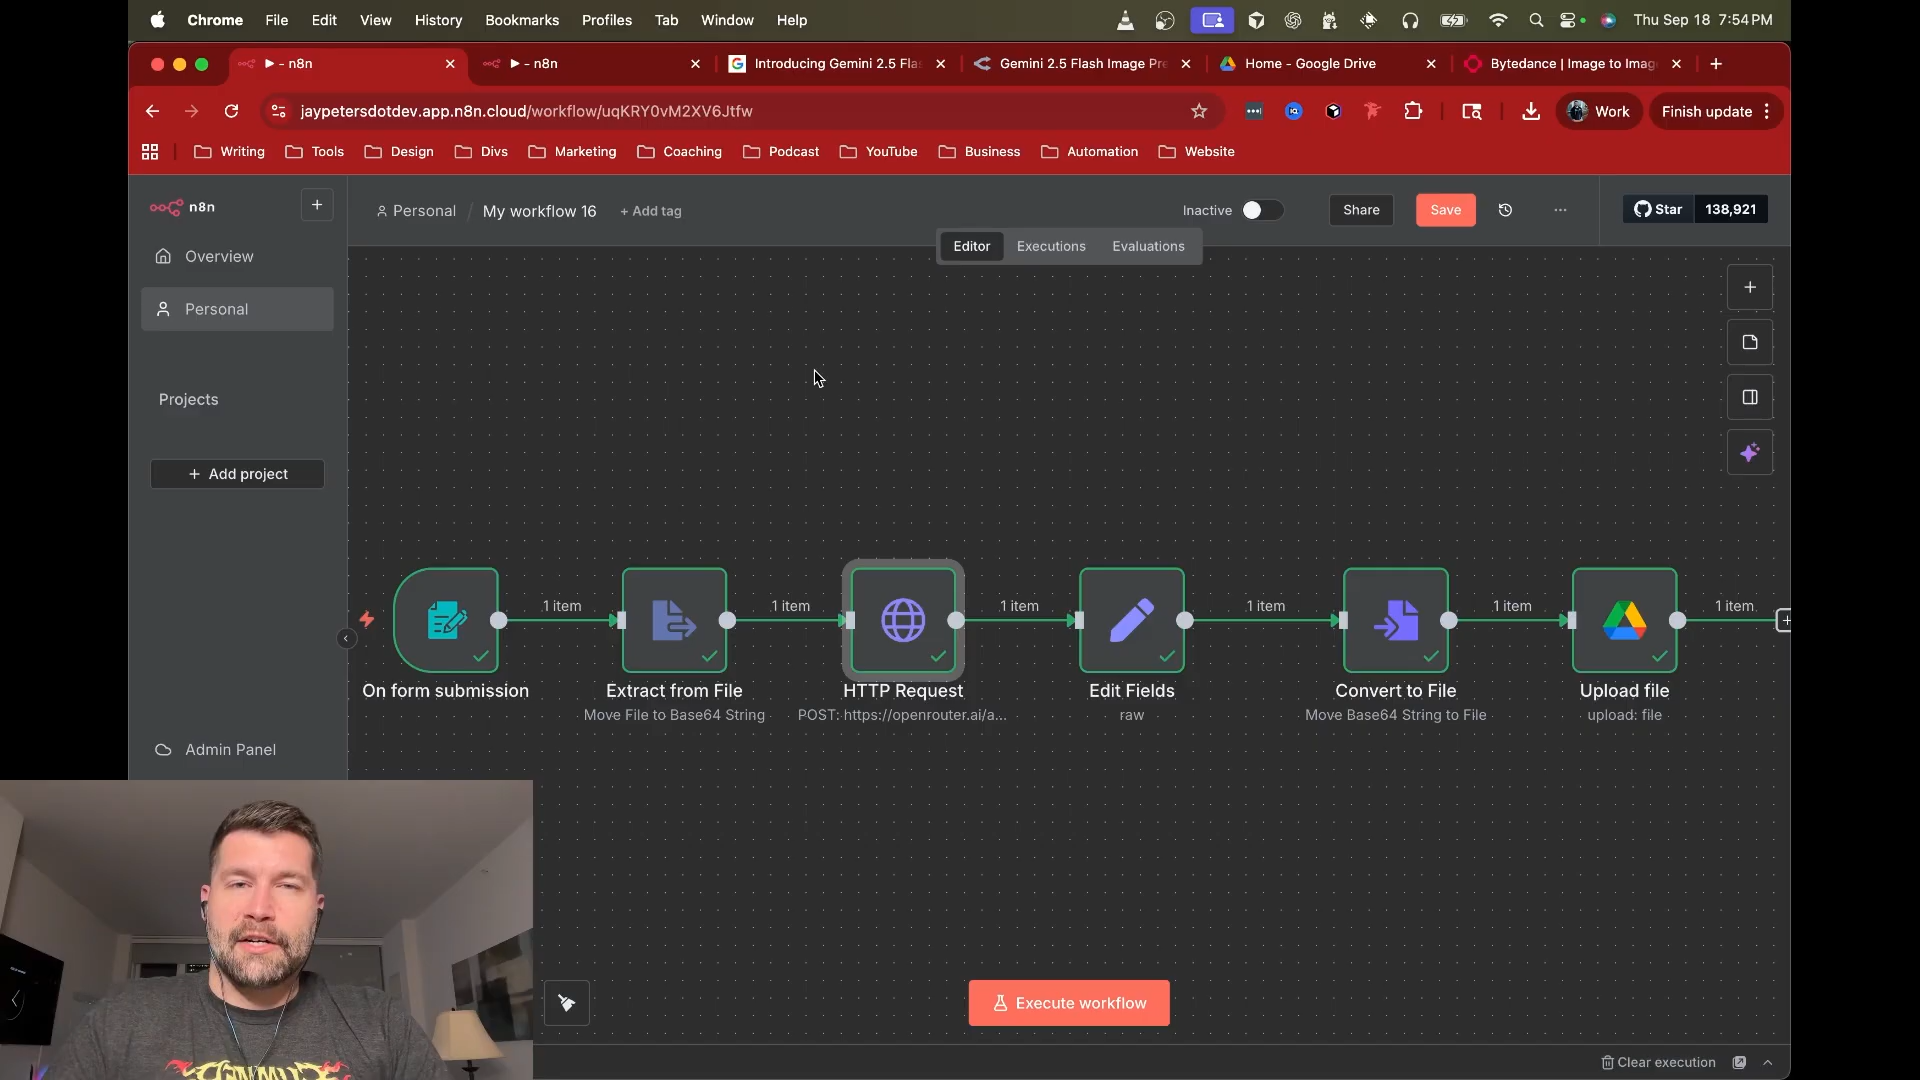 Chrome File Edit View History Bookmarks Profiles Tab Window Help Thu Sep 18 7:54 PM
- n8n - n8n Introducing Gemini 2.5 Fla Gemini 2.5 Flash Image Pre Home - Google Drive Bytedance | Image to Imag
jaypetersdotdev.app.n8n.cloud/workflow/uqKRY0vM2XV6Jtfw Work Finish update
Writing Tools Design Divs Marketing Coaching Podcast YouTube Business Automation Website
n8n
Personal / My workflow 16 + Add tag Inactive Share Save Star 138,921
Editor Executions Evaluations
Overview
Personal
Projects
+ Add project
1 item 1 item 1 item 1 item 1 item 1 item
On form submission Extract from File HTTP Request Edit Fields Convert to File Upload file
Move File to Base64 String POST: https://openrouter.ai/a... raw Move Base64 String to File upload: file
Admin Panel
Execute workflow
Clear execution